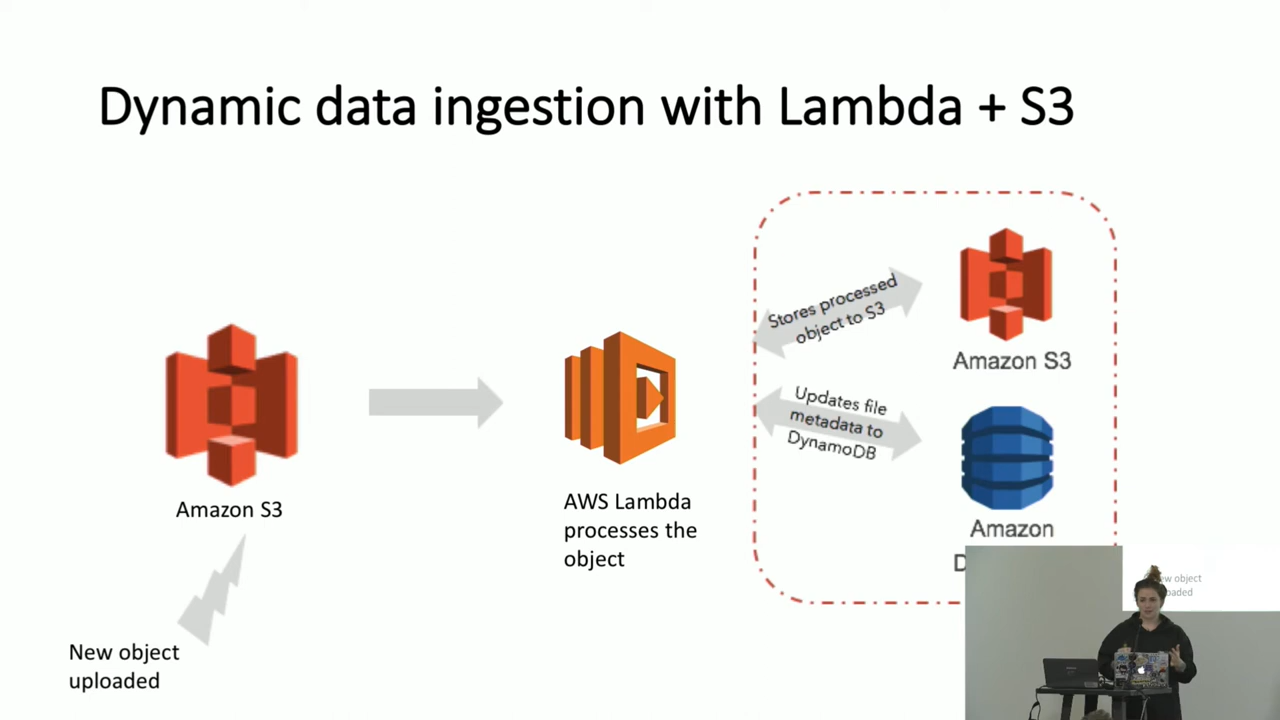 Dynamic data ingestion with Lambda + S3
Stores processed
object to S3
Amazon S3
Updates file
metadata to
DynamoDB
Amazon S3
AWS Lambda
processes the
object
Amazon
New object
uploaded
object